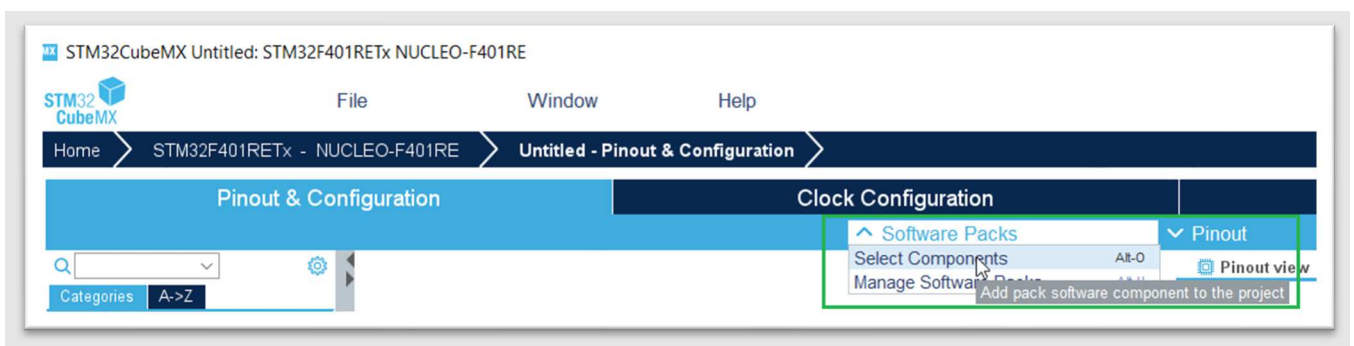 MX STM32CubeMX Untitled: STM32F401RETx NUCLEO-F401RE
STM32 CubeMX
File Window Help
Home STM32F401RETx - NUCLEO-F401RE Untitled - Pinout & Configuration
Pinout & Configuration Clock Configuration
Software Packs Pinout
Select Components Alt-O Pinout view
Manage Software
Add pack software component to the project
Categories A->Z